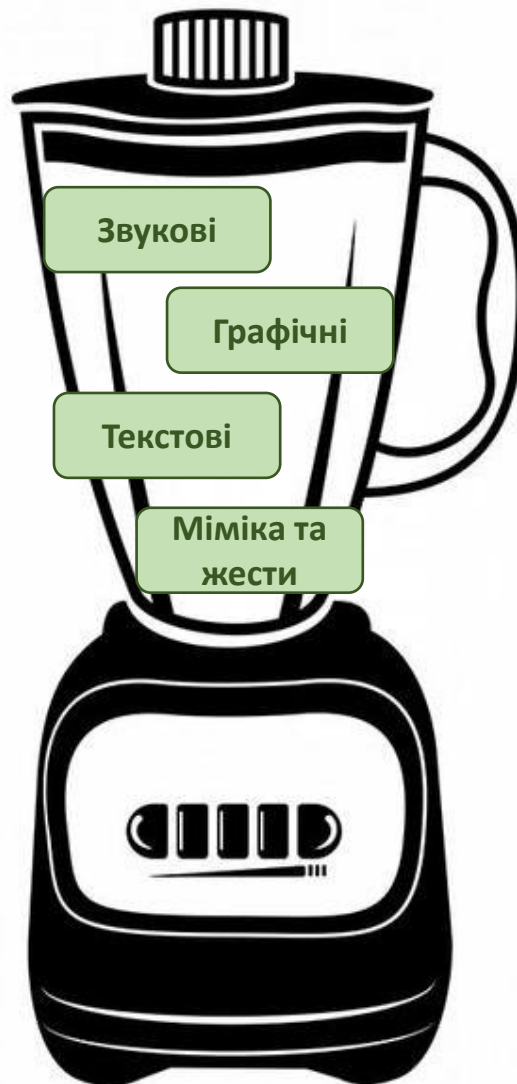 Звукові
Графічні
Текстові
Міміка та
жести